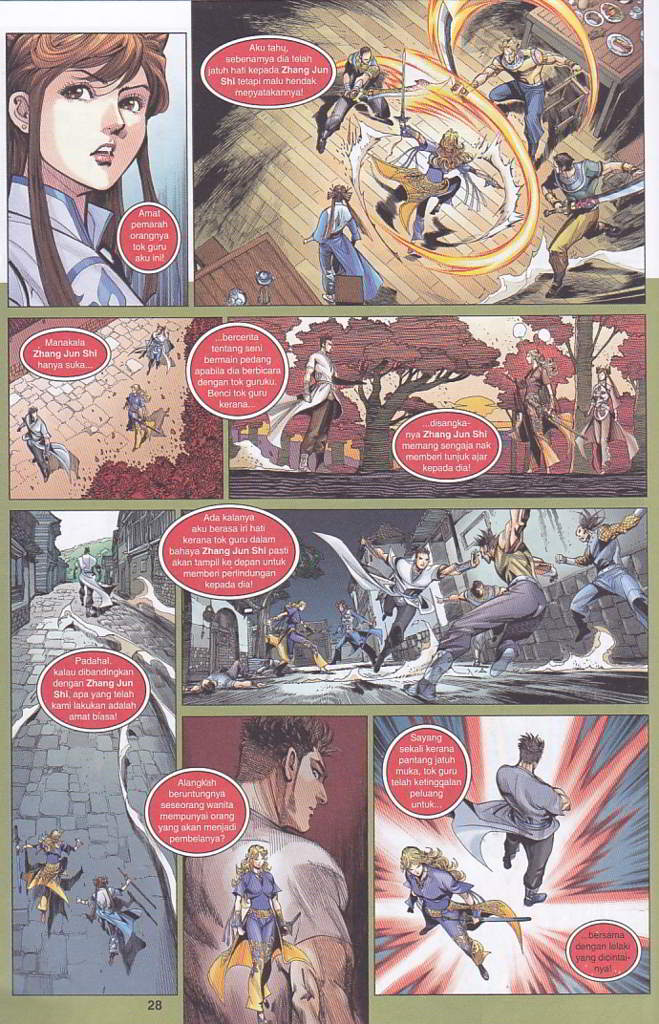 Amat
pemarah
orangnya
tok guru
aku ini!
Aku tahu,
sebenarnya dia telah
jatuh hati kepada Zhang Jun
Shi tetapi malu hendak
menyatakannya!
Manakala
Zhang Jun Shi
hanya suka...
...bercerita
tentang seni
bermain pedang
apabila dia berbicara
dengan tok guruku.
Benci tok guru
kerana...
...disangka-
nya Zhang Jun Shi
memang sengaja nak
memberi tunjuk ajar
kepada dia!
Ada kalanya
aku berasa iri hati
kerana tok guru dalam
bahaya Zhang Jun Shi pasti
akan tampil ke depan untuk
memberi perlindungan
kepada dia!
Padahal,
kalau dibandingkan
dengan Zhang Jun
Shi, apa yang telah
kami lakukan adalah
amat biasa!
Alangkah
beruntungnya
seseorang wanita
mempunyai orang
yang akan menjadi
pembelanya?
Sayang
sekali kerana
pantang jatuh
muka, tok guru
telah ketinggalan
peluang
untuk...
...bersama
dengan lelaki
yang dicintai-
nya!
28